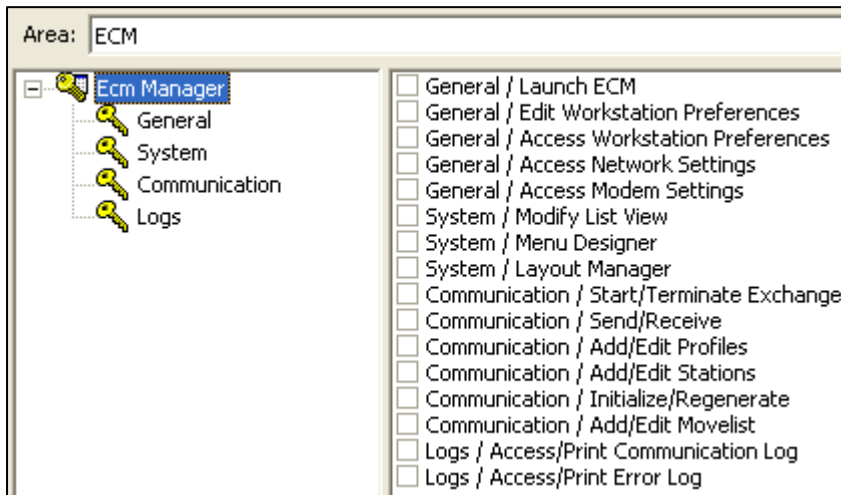 Area: ECM
Ecm Manager
General
System
Communication
Logs
General / Launch ECM
General / Edit Workstation Preferences
General / Access Workstation Preferences
General / Access Network Settings
General / Access Modem Settings
System / Modify List View
System / Menu Designer
System / Layout Manager
Communication / Start/Terminate Exchange
Communication / Send/Receive
Communication / Add/Edit Profiles
Communication / Add/Edit Stations
Communication / Initialize/Regenerate
Communication / Add/Edit Movelist
Logs / Access/Print Communication Log
Logs / Access/Print Error Log